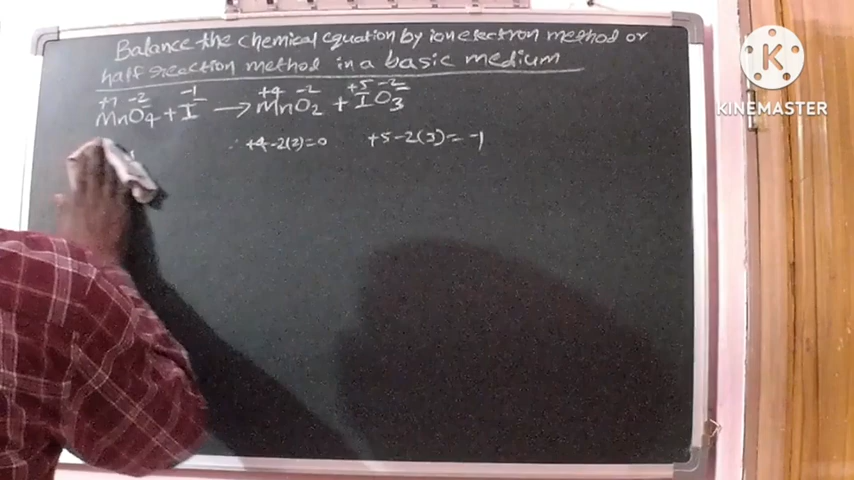 Balance the chemical equation by ion electron method or
half reaction method in a basic medium
+7 -2 -1 +4 -2 +5 -2
MnO4⁻ + I⁻ → MnO2 + IO3⁻
∴ +4-2(2)=0 +5-2(3)=-1
K
KINEMASTER